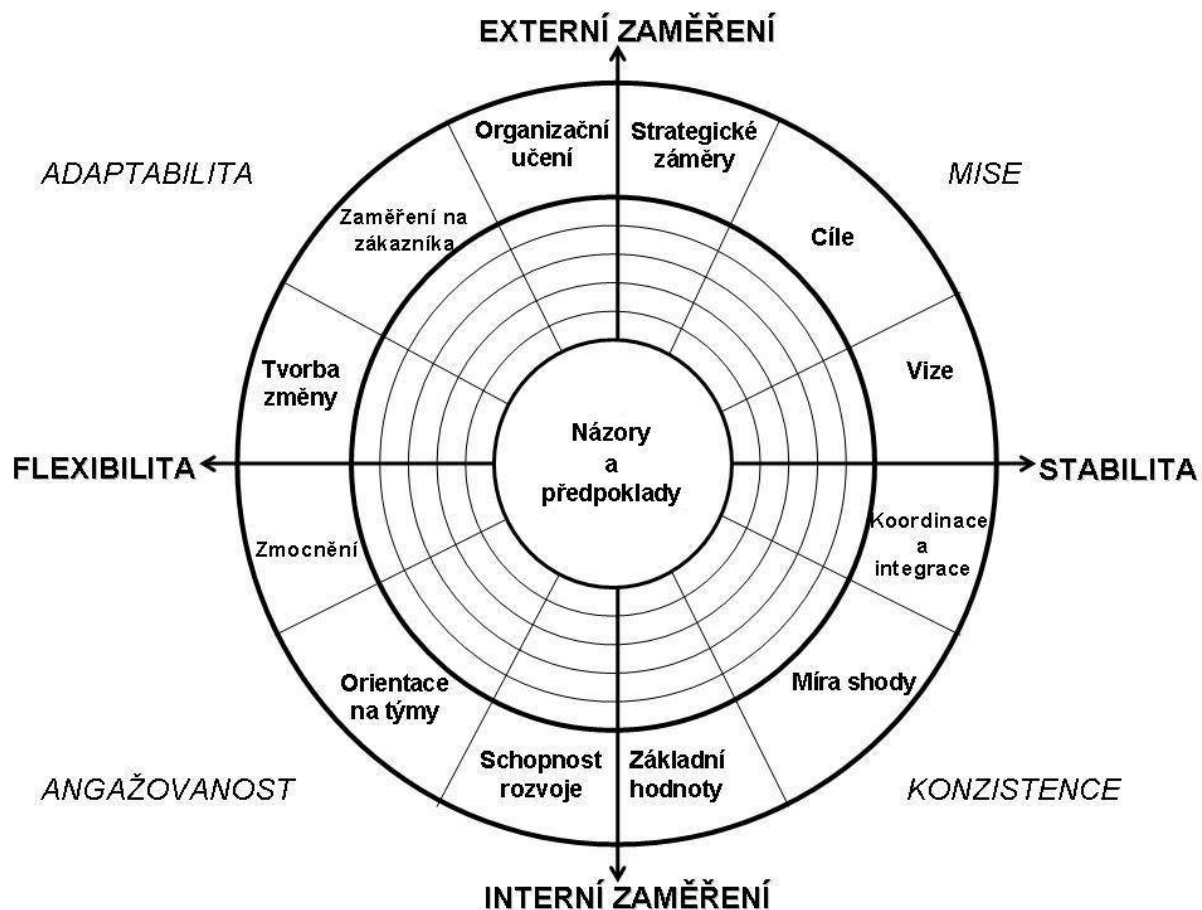 EXTERNÍ ZAMĚŘENÍ
Organizační
učení
Strategické
záměry
ADAPTABILITA
MISE
Zaměření na
zákazníka
Cíle
Tvorba
změny
Vize
Názory
a
předpoklady
FLEXIBILITA
STABILITA
Zmocnění
Koordinace
a
integrace
Orientace
na týmy
Míra shody
Schopnost
rozvoje
Základní
hodnoty
ANGAŽOVANOST
KONZISTENCE
INTERNÍ ZAMĚŘENÍ